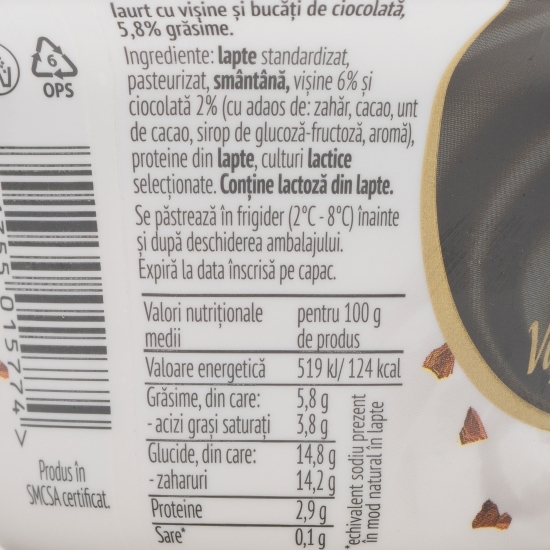 Iaurt cu vișine și bucăți de ciocolată,
5,8% grăsime.
Ingrediente: lapte standardizat,
pasteurizat, smântână, vișine 6% și
ciocolată 2% (cu adaos de: zahăr, cacao, unt
de cacao, sirop de glucoză-fructoză, aromă),
proteine din lapte, culturi lactice
selecționate. Conține lactoză din lapte.
Se păstrează în frigider (2°C - 8°C) înainte
și după deschiderea ambalajului.
Expiră la data înscrisă pe capac.
6
OPS
Valori nutriționale pentru 100 g
medii de produs
Valoare energetică 519 kJ/ 124 kcal
Grăsime, din care: 5,8 g
- acizi grași saturați 3,8 g
Glucide, din care: 14,8 g
- zaharuri 14,2 g
Proteine 2,9 g
Sare* 0,1 g
*echivalent sodiu prezent
în mod natural în lapte
755 015774 >
Produs în
SMCSA certificat.